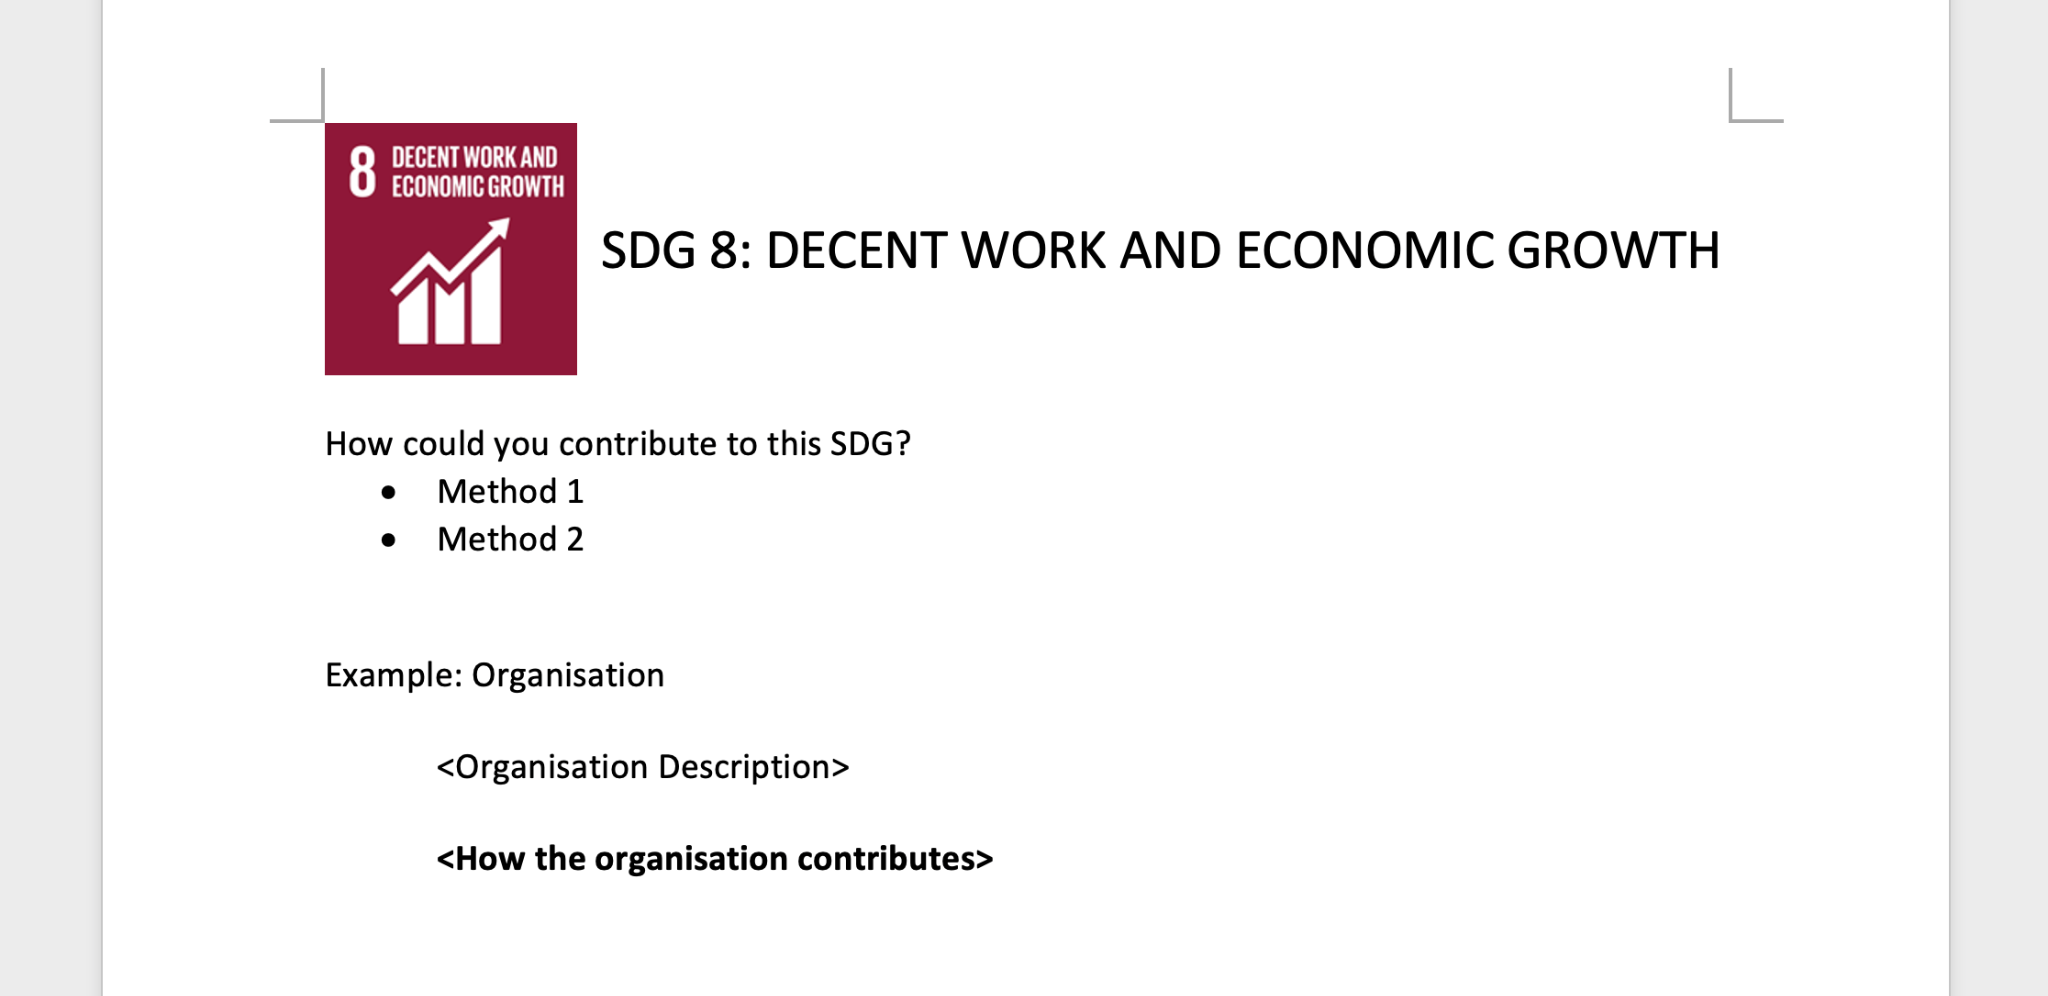 8 DECENT WORK AND
ECONOMIC GROWTH
SDG 8: DECENT WORK AND ECONOMIC GROWTH
How could you contribute to this SDG?
• Method 1
• Method 2
Example: Organisation
<Organisation Description>
<How the organisation contributes>